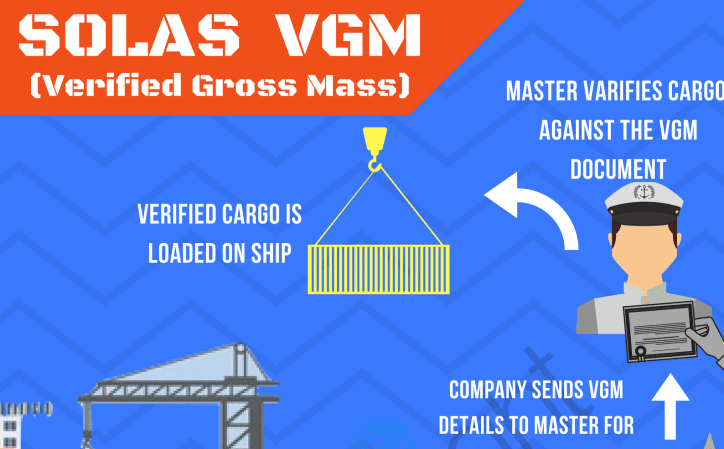 SOLAS VGM
(Verified Gross Mass)
MASTER VARIFIES CARGO
AGAINST THE VGM
DOCUMENT
VERIFIED CARGO IS
LOADED ON SHIP
COMPANY SENDS VGM
DETAILS TO MASTER FOR